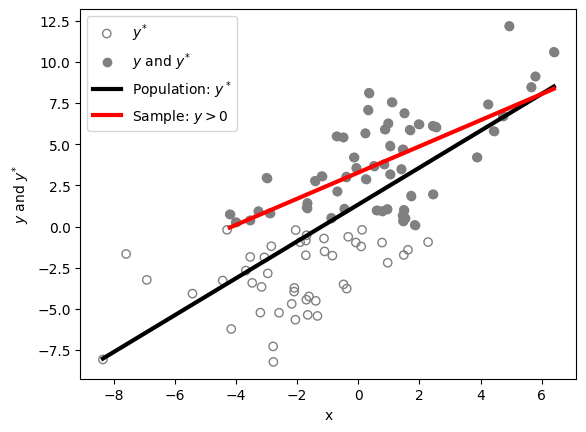 12.5
10.0
7.5
5.0
2.5
0.0
−2.5
−5.0
−7.5
y and y*
y*
y and y*
Population: y*
Sample: y > 0
−8 −6 −4 −2 0 2 4 6
x